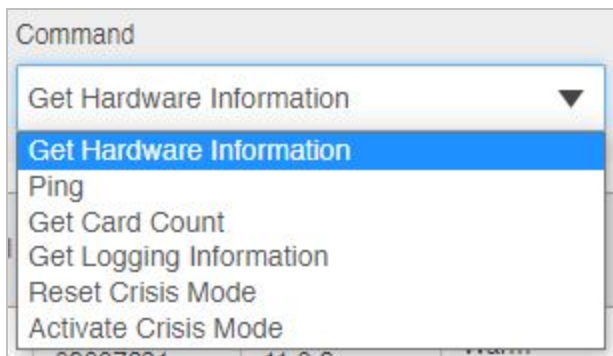 Command
Get Hardware Information
Get Hardware Information
Ping
Get Card Count
Get Logging Information
Reset Crisis Mode
Activate Crisis Mode